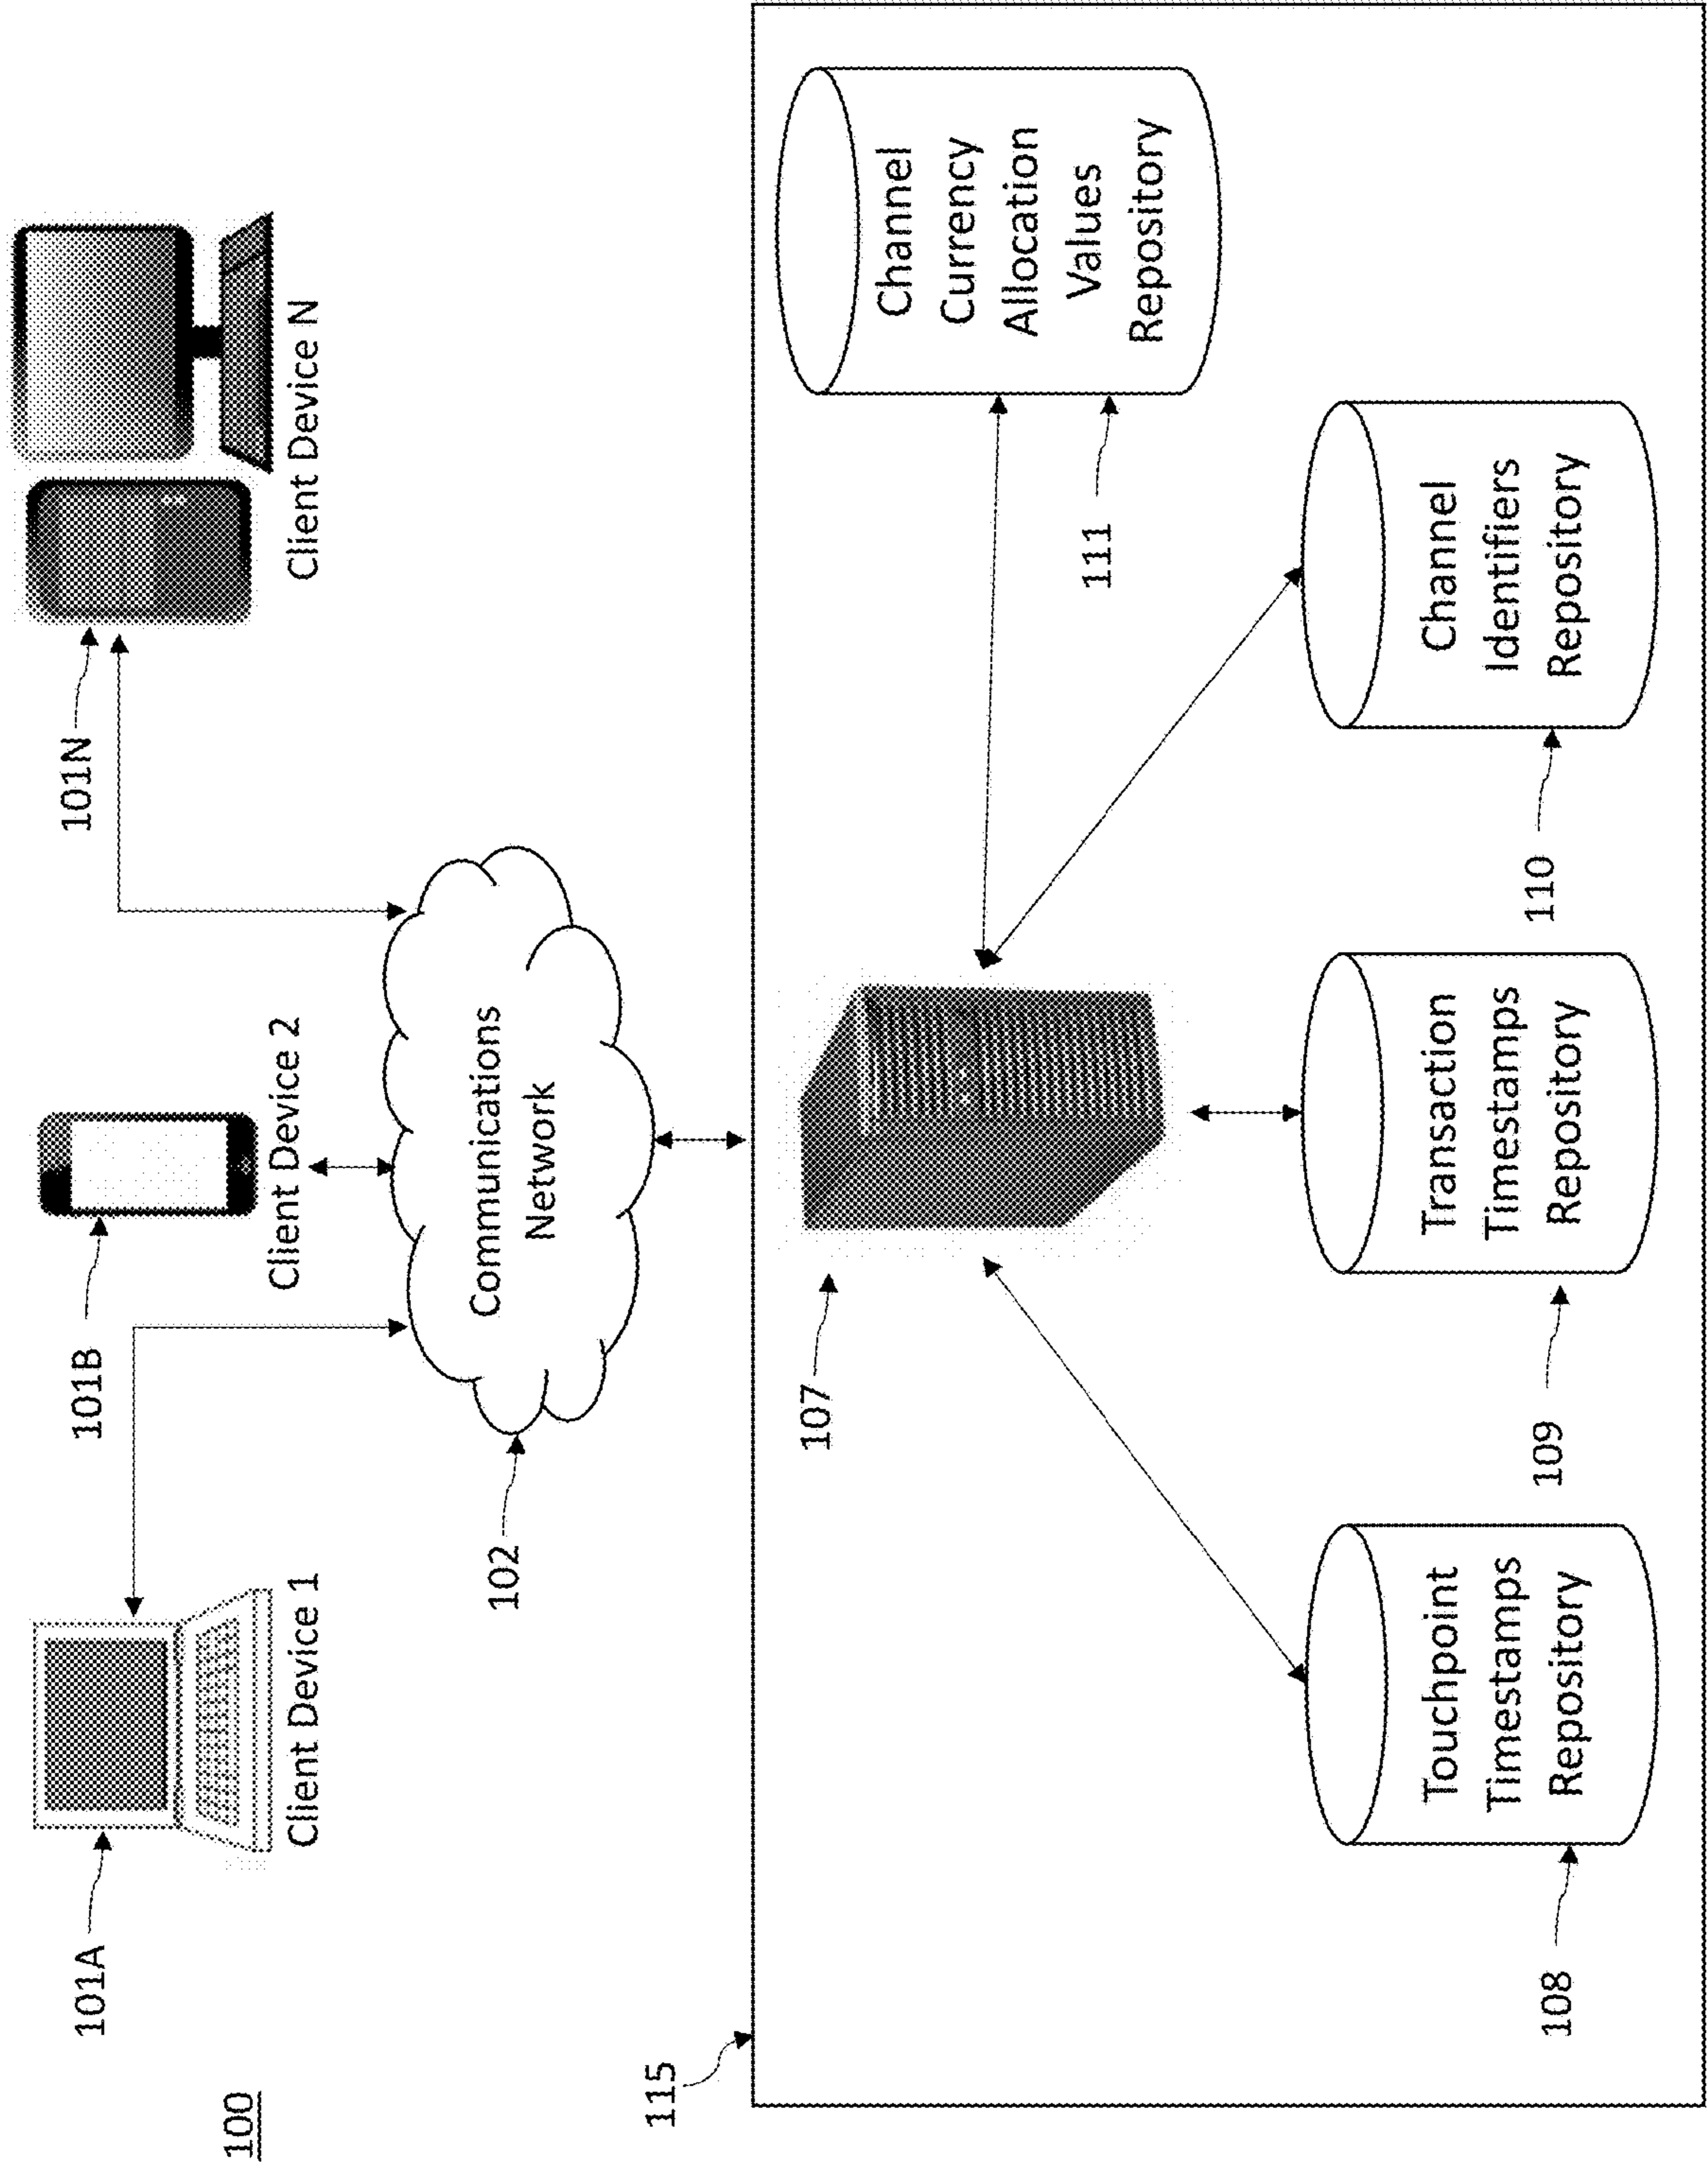 100
101A
Client Device 1
101B
Client Device 2
101N
Client Device N
102
Communications
Network
115
107
108
Touchpoint
Timestamps
Repository
109
Transaction
Timestamps
Repository
110
Channel
Identifiers
Repository
111
Channel
Currency
Allocation
Values
Repository